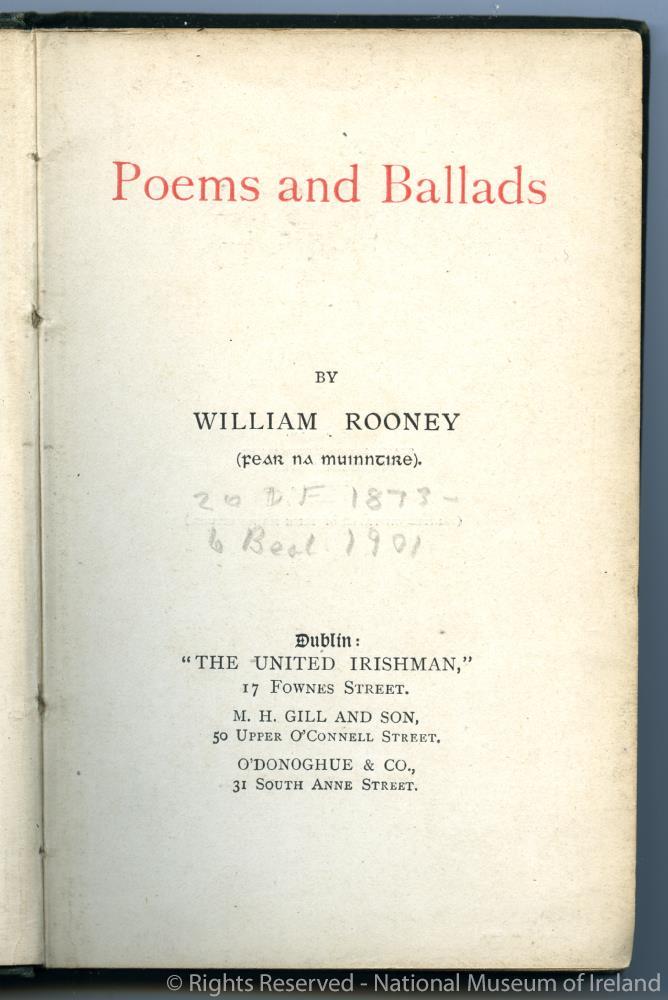 Poems and Ballads
BY
WILLIAM ROONEY
(Fear na muinntire).
20 D F 1873-
6 Beal. 1901
Dublin:
"THE UNITED IRISHMAN,"
17 FOWNES STREET.
M. H. GILL AND SON,
50 UPPER O'CONNELL STREET.
O'DONOGHUE & CO.,
31 SOUTH ANNE STREET.
© Rights Reserved - National Museum of Ireland